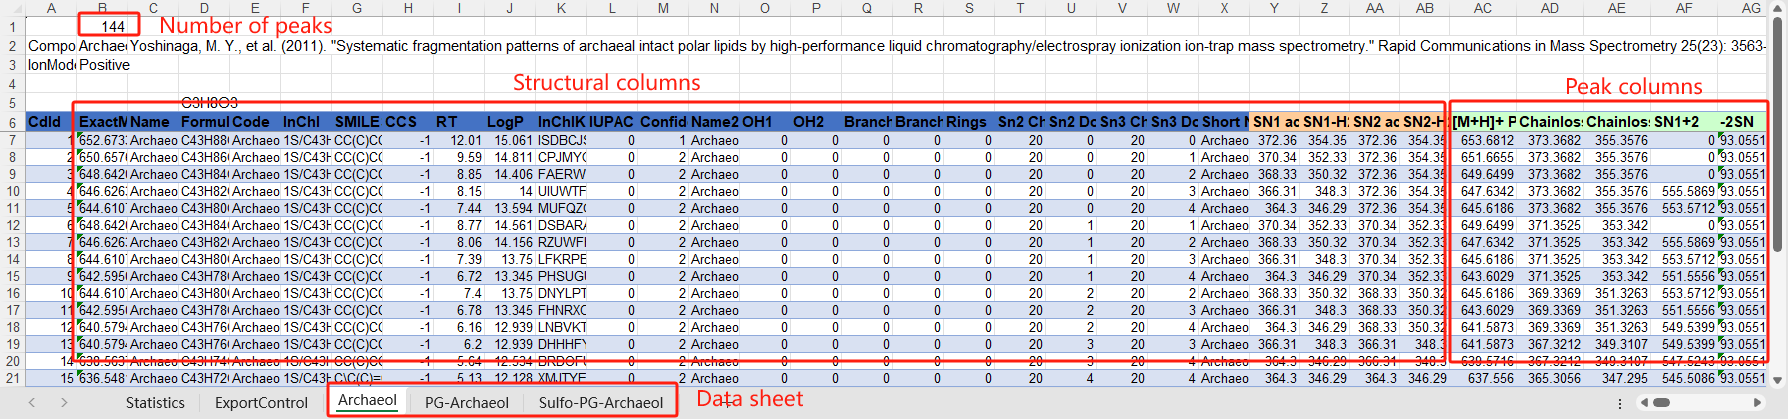 A B C D E F G H I J K L M N O P Q R S T U V W X Y Z AA AB AC AD AE AF AG
1 144 Number of peaks
2 Compo Archaeo Yoshinaga, M. Y., et al. (2011). "Systematic fragmentation patterns of archaeal intact polar lipids by high-performance liquid chromatography/electrospray ionization ion-trap mass spectrometry." Rapid Communications in Mass Spectrometry 25(23): 3563-
3 IonMode Positive
4 Structural columns Peak columns
5 C3H8O3
6 CdId ExactM Name Formul Code InChI SMILE CCS RT LogP InChIK IUPAC Confid Name2 OH1 OH2 Branch Branch Rings Sn2 Ch Sn2 Do Sn3 Ch Sn3 Do Short N SN1 ac SN1-H SN2 ac SN2-H [M+H]+ P Chainloss Chainloss SN1+2 -2SN
7 1 652.673 Archaeo C43H88 Archaeo 1S/C43H CC(C)CC -1 12.01 15.061 ISDBCJS 0 1 Archaeo 0 0 0 0 0 20 0 20 0 Archaeo 372.36 354.35 372.36 354.35 653.6812 373.3682 355.3576 0 93.0551
8 2 650.657 Archaeo C43H86 Archaeo 1S/C43H CC(C)CC -1 9.59 14.811 CPJMYC 0 2 Archaeo 0 0 0 0 0 20 0 20 1 Archaeo 370.34 352.33 372.36 354.35 651.6655 373.3682 355.3576 0 93.0551
9 3 648.642 Archaeo C43H84 Archaeo 1S/C43H CC(C)CC -1 8.85 14.406 FAERW 0 2 Archaeo 0 0 0 0 0 20 0 20 2 Archaeo 368.33 350.32 372.36 354.35 649.6499 373.3682 355.3576 0 93.0551
10 4 646.626 Archaeo C43H82 Archaeo 1S/C43H CC(C)CC -1 8.15 14 UIUWTF 0 2 Archaeo 0 0 0 0 0 20 0 20 3 Archaeo 366.31 348.3 372.36 354.35 647.6342 373.3682 355.3576 555.5869 93.0551
11 5 644.610 Archaeo C43H80 Archaeo 1S/C43H CC(C)CC -1 7.44 13.594 MUFQZ 0 2 Archaeo 0 0 0 0 0 20 0 20 4 Archaeo 364.3 346.29 372.36 354.35 645.6186 373.3682 355.3576 553.5712 93.0551
12 6 648.642 Archaeo C43H84 Archaeo 1S/C43H CC(C)CC -1 8.77 14.561 DSBARA 0 2 Archaeo 0 0 0 0 0 20 1 20 1 Archaeo 370.34 352.33 370.34 352.33 649.6499 371.3525 353.342 0 93.0551
13 7 646.626 Archaeo C43H82 Archaeo 1S/C43H CC(C)CC -1 8.06 14.156 RZUWFI 0 2 Archaeo 0 0 0 0 0 20 1 20 2 Archaeo 368.33 350.32 370.34 352.33 647.6342 371.3525 353.342 555.5869 93.0551
14 8 644.610 Archaeo C43H80 Archaeo 1S/C43H CC(C)CC -1 7.39 13.75 LFKRPE 0 2 Archaeo 0 0 0 0 0 20 1 20 3 Archaeo 366.31 348.3 370.34 352.33 645.6186 371.3525 353.342 553.5712 93.0551
15 9 642.595 Archaeo C43H78 Archaeo 1S/C43H CC(C)CC -1 6.72 13.345 PHSUGU 0 2 Archaeo 0 0 0 0 0 20 1 20 4 Archaeo 364.3 346.29 370.34 352.33 643.6029 371.3525 353.342 551.5556 93.0551
16 10 644.610 Archaeo C43H80 Archaeo 1S/C43H CC(C)CC -1 7.4 13.75 DNYLPT 0 2 Archaeo 0 0 0 0 0 20 2 20 2 Archaeo 368.33 350.32 368.33 350.32 645.6186 369.3369 351.3263 553.5712 93.0551
17 11 642.595 Archaeo C43H78 Archaeo 1S/C43H CC(C)CC -1 6.78 13.345 FHNRXC 0 2 Archaeo 0 0 0 0 0 20 2 20 3 Archaeo 366.31 348.3 368.33 350.32 643.6029 369.3369 351.3263 551.5556 93.0551
18 12 640.579 Archaeo C43H76 Archaeo 1S/C43H CC(C)CC -1 6.16 12.939 LNBVKT 0 2 Archaeo 0 0 0 0 0 20 2 20 4 Archaeo 364.3 346.29 368.33 350.32 641.5873 369.3369 351.3263 549.5399 93.0551
19 13 640.579 Archaeo C43H76 Archaeo 1S/C43H CC(C)CC -1 6.2 12.939 DHHHFY 0 2 Archaeo 0 0 0 0 0 20 3 20 3 Archaeo 366.31 348.3 366.31 348.3 641.5873 367.3212 349.3107 549.5399 93.0551
20 14 638.563 Archaeo C43H74 Archaeo 1S/C43H CC(C)CC -1 5.64 12.534 0 2 Archaeo 0 0 0 0 0 20 3 20 4 Archaeo 364.3 346.29 366.31 348.3 639.5716 367.3212 349.3107 547.5243 93.0551
21 15 636.548 Archaeo C43H72 Archaeo 1S/C43H C\C(C)= -1 5.13 12.128 XMJTYE 0 2 Archaeo 0 0 0 0 0 20 4 20 4 Archaeo 364.3 346.29 364.3 346.29 637.556 365.3056 347.295 545.5086 93.0551
Statistics ExportControl Archaeol PG-Archaeol Sulfo-PG-Archaeol Data sheet